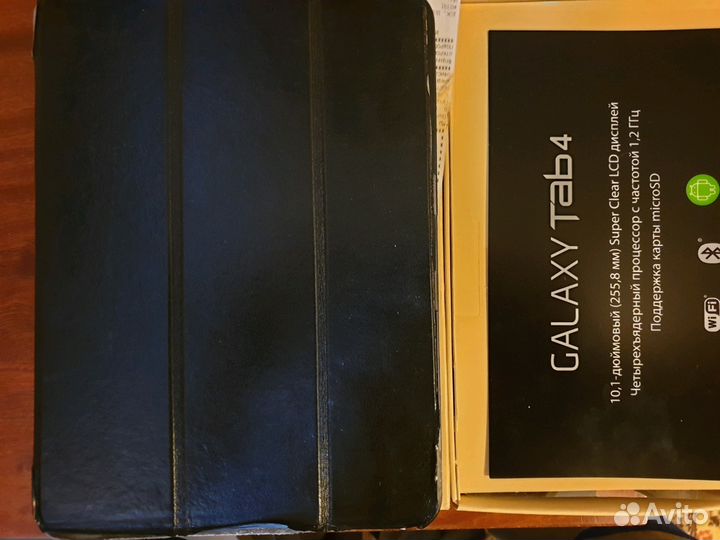 GALAXY Tab4
10,1-дюймовый (255,8 мм) Super Clear LCD дисплей
Четырехъядерный процессор с частотой 1,2 ГГц
Поддержка карты microSD
Wi Fi
Avito